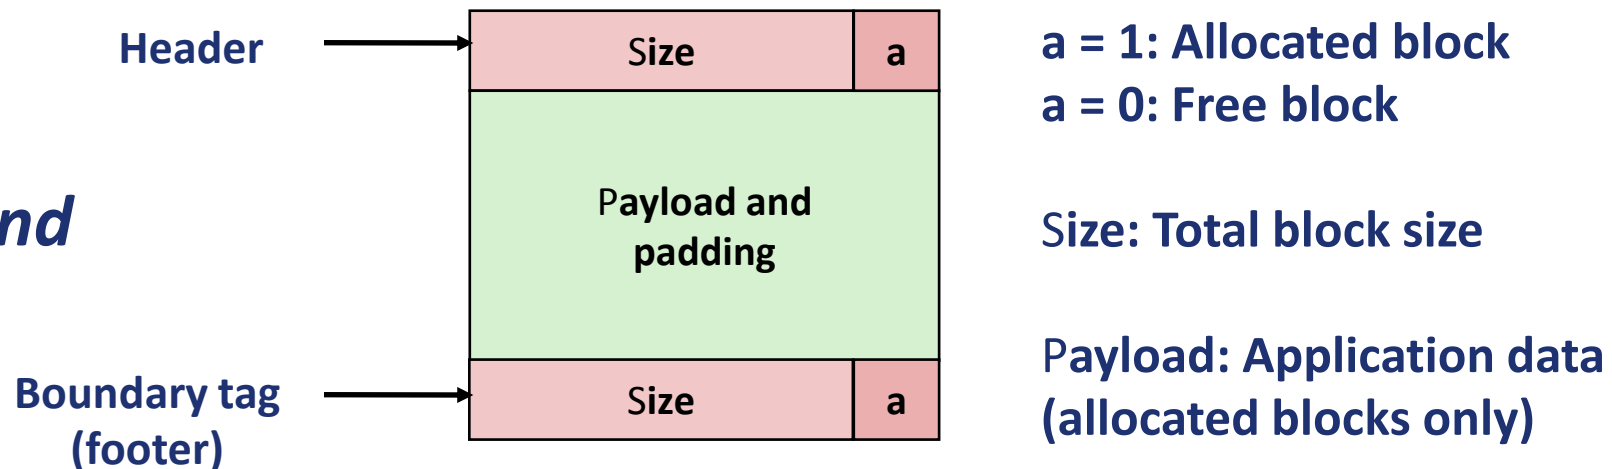 Header
Size a
a = 1: Allocated block
a = 0: Free block
nd
Payload and
padding
Size: Total block size
Payload: Application data
(allocated blocks only)
Boundary tag
(footer)
Size a